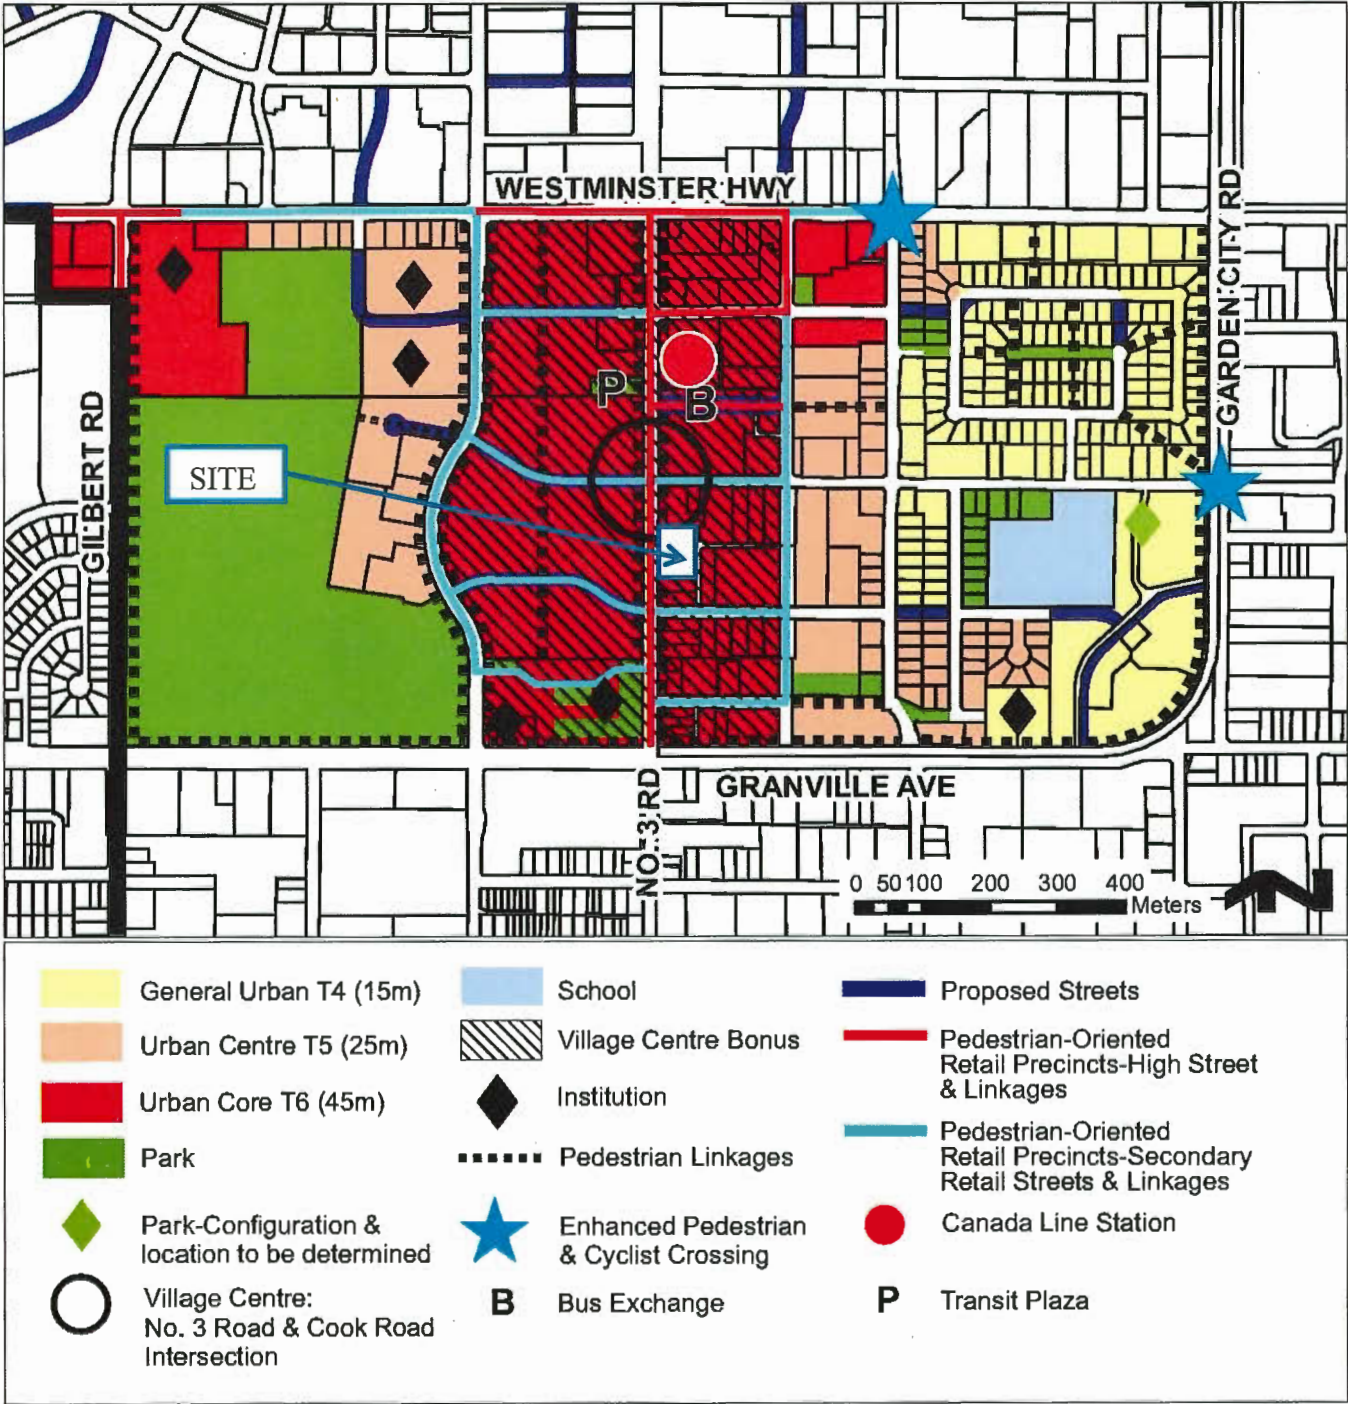 WESTMINSTER HWY
GARDEN CITY RD
P
B
SITE
GILBERT RD
GRANVILLE AVE
NO. 3 RD
0 50 100 200 300 400
Meters
General Urban T4 (15m)
Urban Centre T5 (25m)
Urban Core T6 (45m)
Park
Park-Configuration &
location to be determined
Village Centre:
No. 3 Road & Cook Road
Intersection
School
Village Centre Bonus
Institution
Pedestrian Linkages
Enhanced Pedestrian
& Cyclist Crossing
B Bus Exchange
Proposed Streets
Pedestrian-Oriented
Retail Precincts-High Street
& Linkages
Pedestrian-Oriented
Retail Precincts-Secondary
Retail Streets & Linkages
Canada Line Station
P Transit Plaza